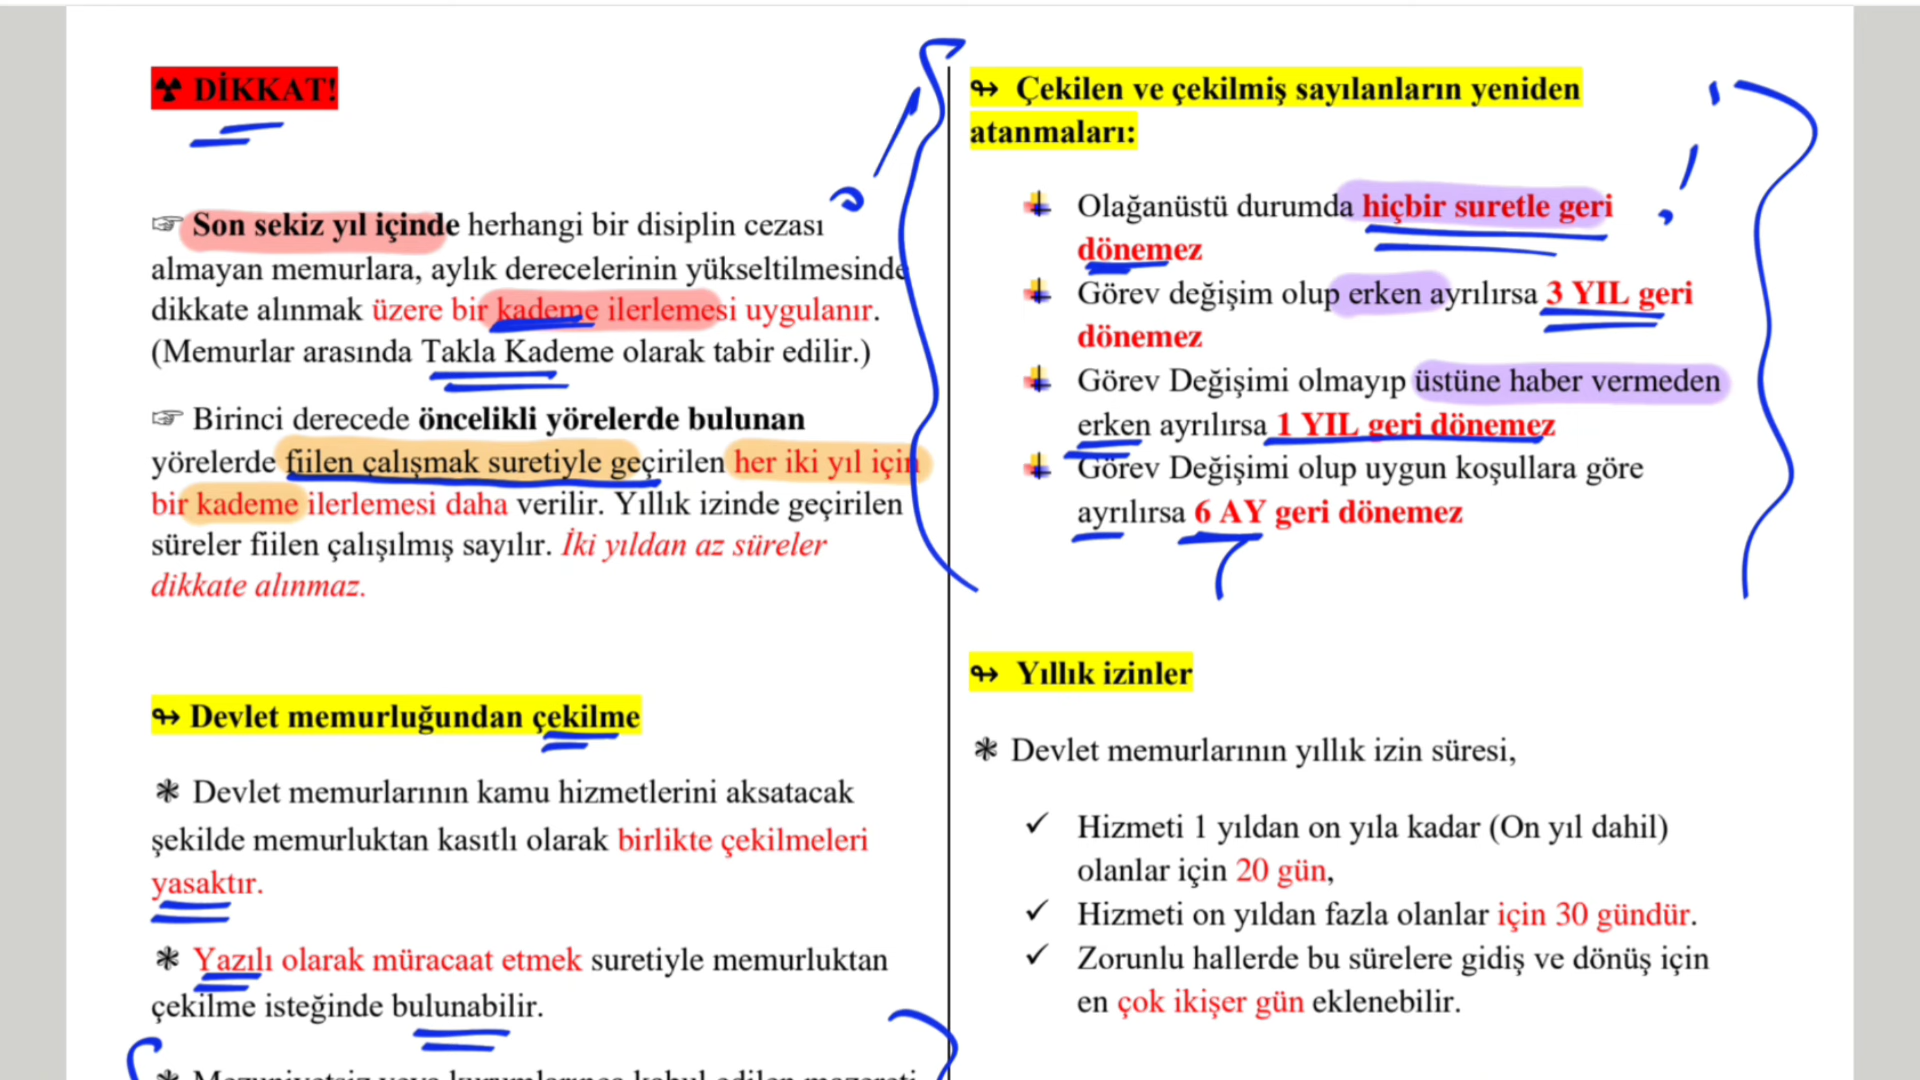 ☢ DİKKAT!
☞ Son sekiz yıl içinde herhangi bir disiplin cezası
almayan memurlara, aylık derecelerinin yükseltilmesinde
dikkate alınmak üzere bir kademe ilerlemesi uygulanır.
(Memurlar arasında Takla Kademe olarak tabir edilir.)
☞ Birinci derecede öncelikli yörelerde bulunan
yörelerde fiilen çalışmak suretiyle geçirilen her iki yıl için
bir kademe ilerlemesi daha verilir. Yıllık izinde geçirilen
süreler fiilen çalışılmış sayılır. İki yıldan az süreler
dikkate alınmaz.
↬ Devlet memurluğundan çekilme
❃ Devlet memurlarının kamu hizmetlerini aksatacak
şekilde memurluktan kasıtlı olarak birlikte çekilmeleri
yasaktır.
❃ Yazılı olarak müracaat etmek suretiyle memurluktan
çekilme isteğinde bulunabilir.
❃ Mezuniyetsiz veya kurumlarınca kabul edilen mazereti
↬ Çekilen ve çekilmiş sayılanların yeniden
atanmaları:
Olağanüstü durumda hiçbir suretle geri
dönemez
Görev değişim olup erken ayrılırsa 3 YIL geri
dönemez
Görev Değişimi olmayıp üstüne haber vermeden
erken ayrılırsa 1 YIL geri dönemez
Görev Değişimi olup uygun koşullara göre
ayrılırsa 6 AY geri dönemez
↬ Yıllık izinler
❃ Devlet memurlarının yıllık izin süresi,
✓ Hizmeti 1 yıldan on yıla kadar (On yıl dahil)
olanlar için 20 gün,
✓ Hizmeti on yıldan fazla olanlar için 30 gündür.
✓ Zorunlu hallerde bu sürelere gidiş ve dönüş için
en çok ikişer gün eklenebilir.